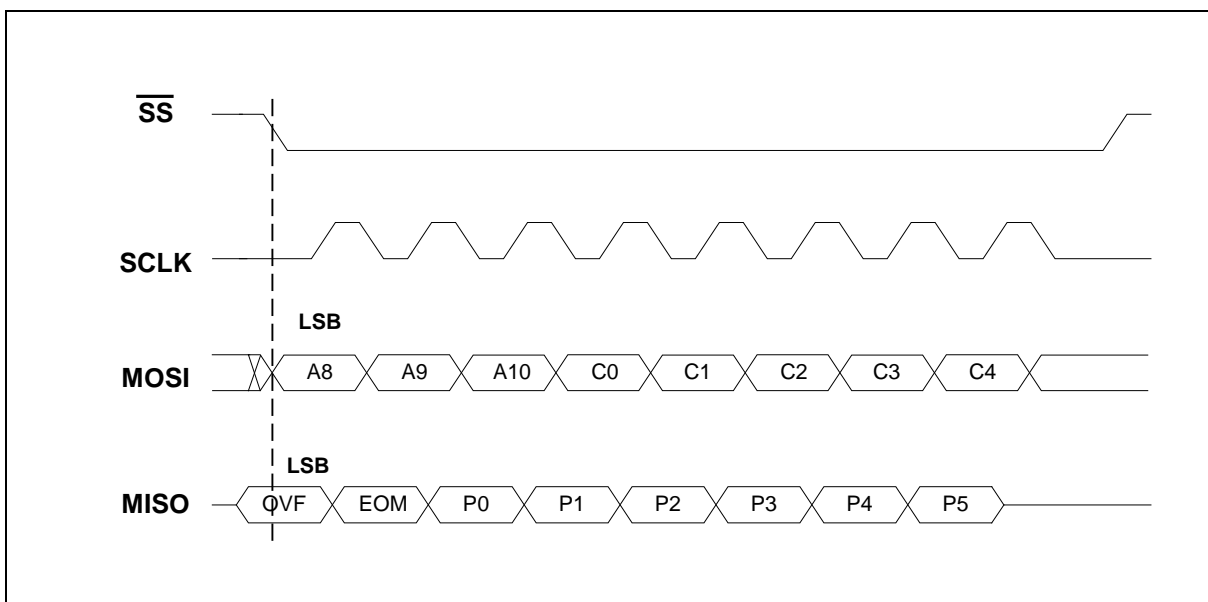 SS
SCLK
LSB
MOSI A8 A9 A10 C0 C1 C2 C3 C4
LSB
MISO OVF EOM P0 P1 P2 P3 P4 P5